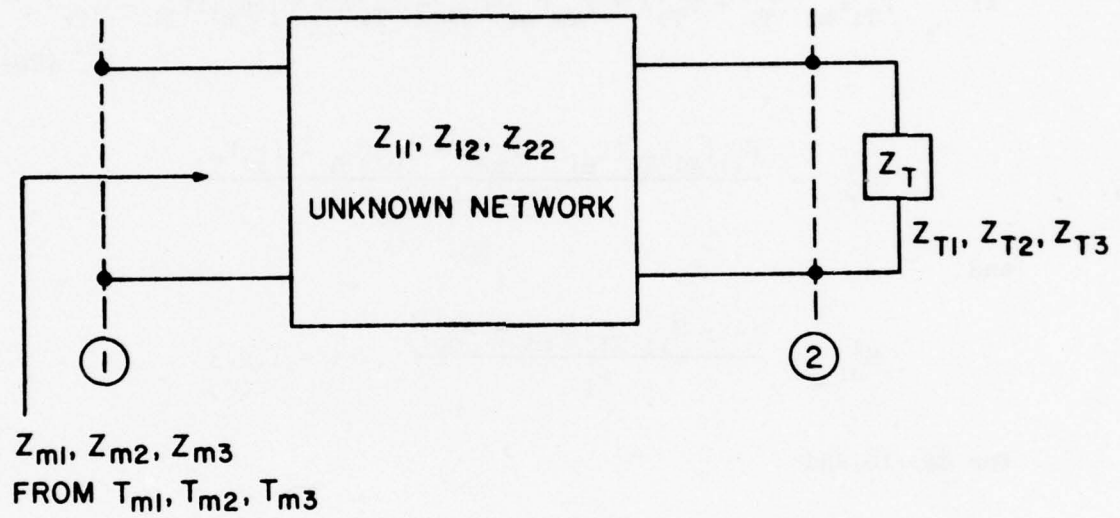 Z11, Z12, Z22
UNKNOWN NETWORK
ZT
ZT1, ZT2, ZT3
1
2
Zm1, Zm2, Zm3
FROM Tm1, Tm2, Tm3